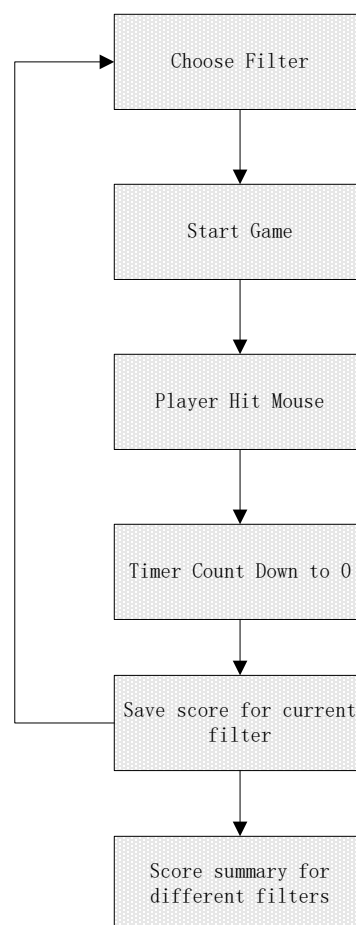 Choose Filter
Start Game
Player Hit Mouse
Timer Count Down to 0
Save score for current
filter
Score summary for
different filters